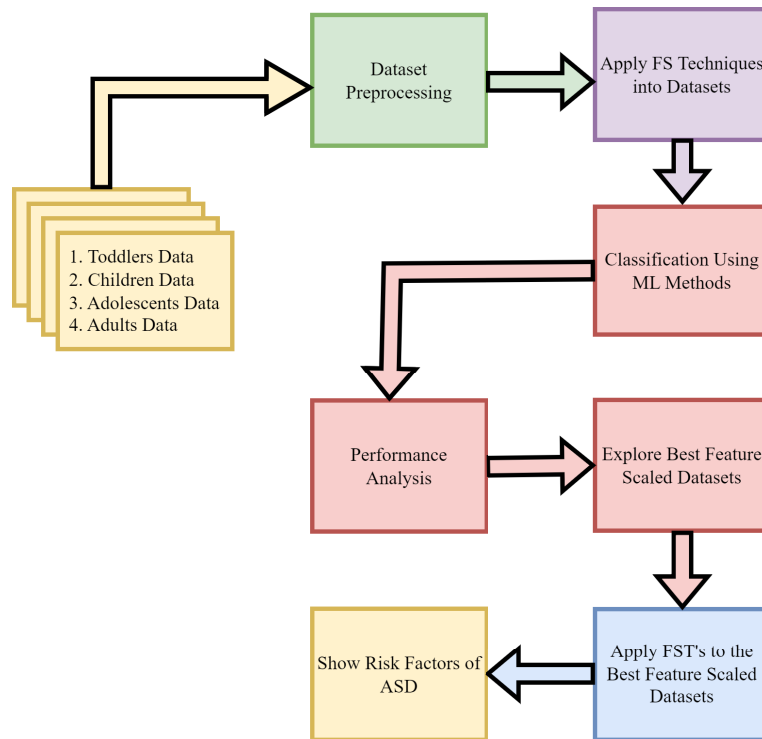 Dataset
Preprocessing
Apply FS Techniques
into Datasets
1. Toddlers Data
2. Children Data
3. Adolescents Data
4. Adults Data
Classification Using
ML Methods
Performance
Analysis
Explore Best Feature
Scaled Datasets
Apply FST's to the
Best Feature Scaled
Datasets
Show Risk Factors of
ASD